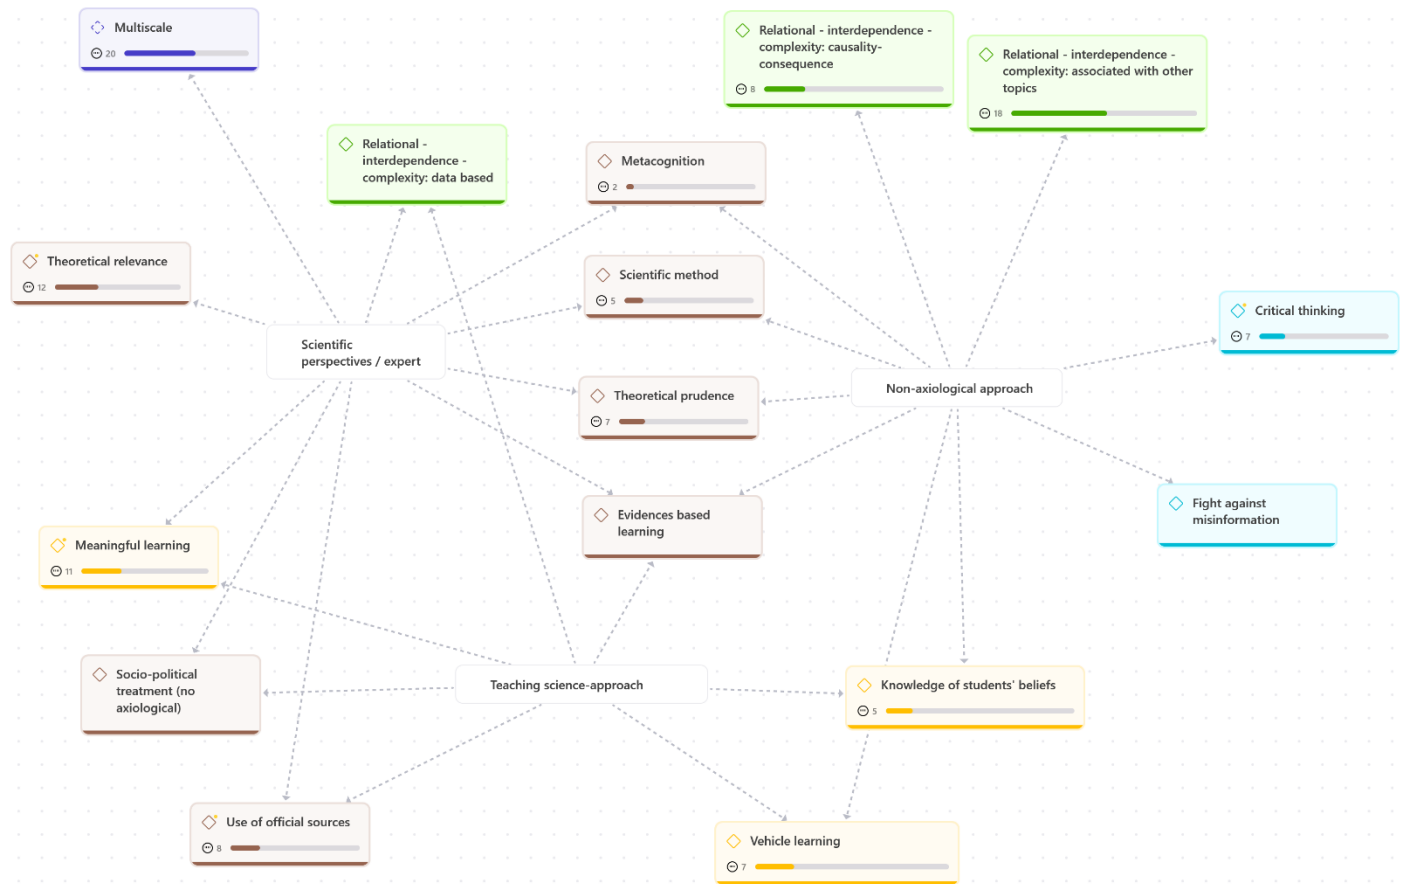 Multiscale
20
Relational - interdependence -
complexity: causality-
consequence
8
Relational - interdependence -
complexity: associated with other
topics
18
Relational -
interdependence -
complexity: data based
Metacognition
2
Theoretical relevance
12
Scientific method
5
Critical thinking
7
Scientific
perspectives / expert
Non-axiological approach
Theoretical prudence
7
Evidences based
learning
Fight against
misinformation
Meaningful learning
11
Socio-political
treatment (no
axiological)
Teaching science-approach
Knowledge of students' beliefs
5
Use of official sources
8
Vehicle learning
7